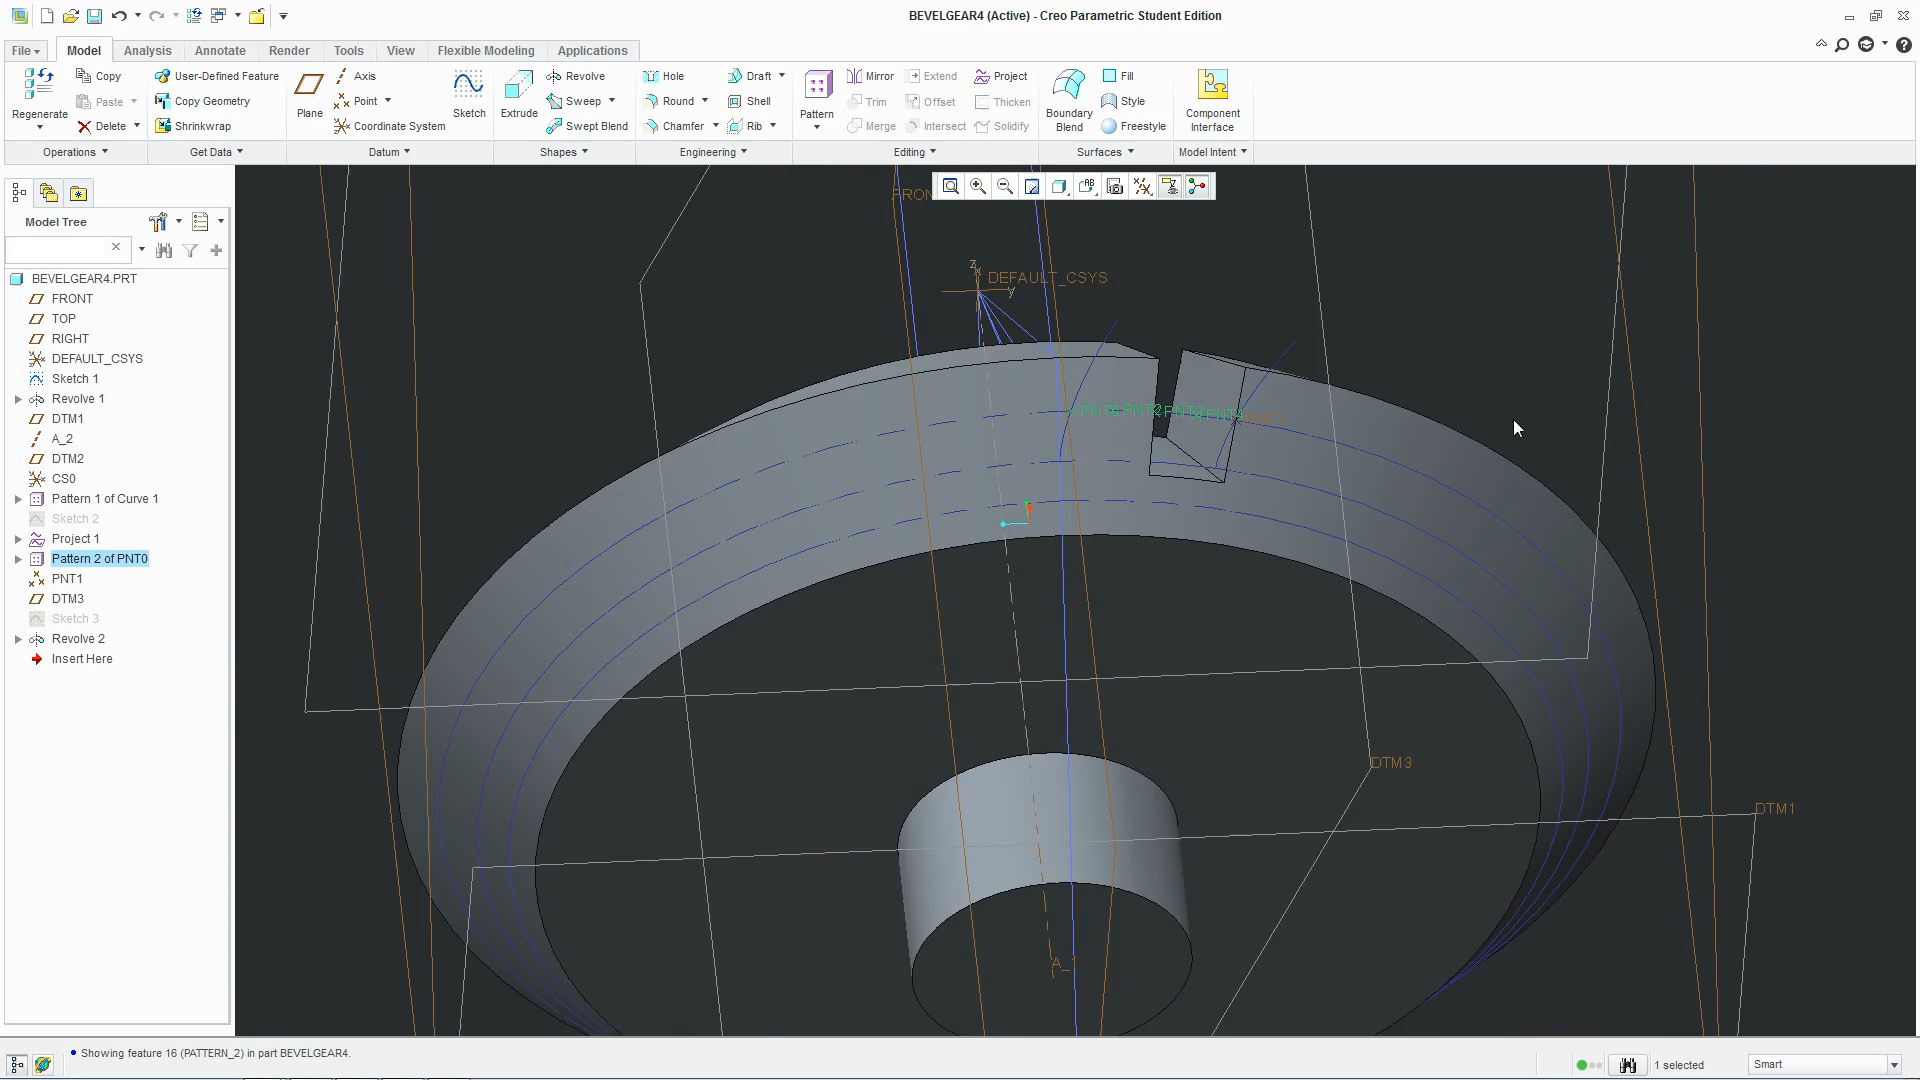 BEVELGEAR4 (Active) - Creo Parametric Student Edition
File
Model
Analysis
Annotate
Render
Tools
View
Flexible Modeling
Applications
Regenerate
Copy
Paste
Delete
Operations
User-Defined Feature
Copy Geometry
Shrinkwrap
Get Data
Plane
Axis
Point
Coordinate System
Sketch
Datum
Extrude
Revolve
Sweep
Swept Blend
Shapes
Hole
Round
Chamfer
Draft
Shell
Rib
Engineering
Pattern
Mirror
Trim
Merge
Extend
Offset
Intersect
Project
Thicken
Solidify
Editing
Boundary
Blend
Fill
Style
Freestyle
Surfaces
Component
Interface
Model Intent
Model Tree
BEVELGEAR4.PRT
FRONT
TOP
RIGHT
DEFAULT_CSYS
Sketch 1
Revolve 1
DTM1
A_2
DTM2
CS0
Pattern 1 of Curve 1
Sketch 2
Project 1
Pattern 2 of PNT0
PNT1
DTM3
Sketch 3
Revolve 2
Insert Here
FRON
Z
DEFAULT_CSYS
y
PNT2
PNT4
DTM3
DTM1
Showing feature 16 (PATTERN_2) in part BEVELGEAR4.
1 selected
Smart